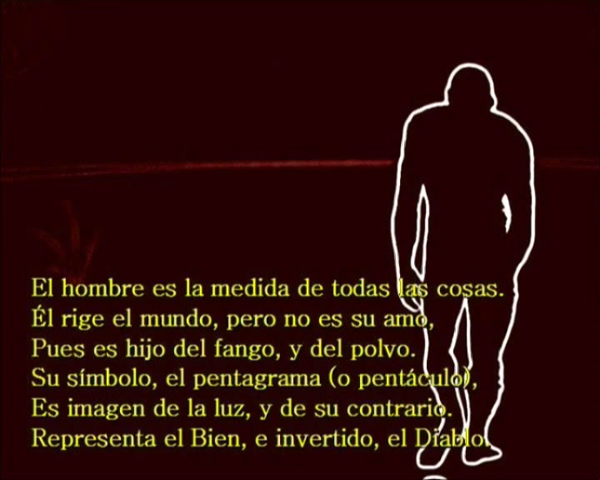 El hombre es la medida de todas las cosas.
Él rige el mundo, pero no es su amo,
Pues es hijo del fango, y del polvo.
Su símbolo, el pentagrama (o pentáculo),
Es imagen de la luz, y de su contrario.
Representa el Bien, e invertido, el Diablo.